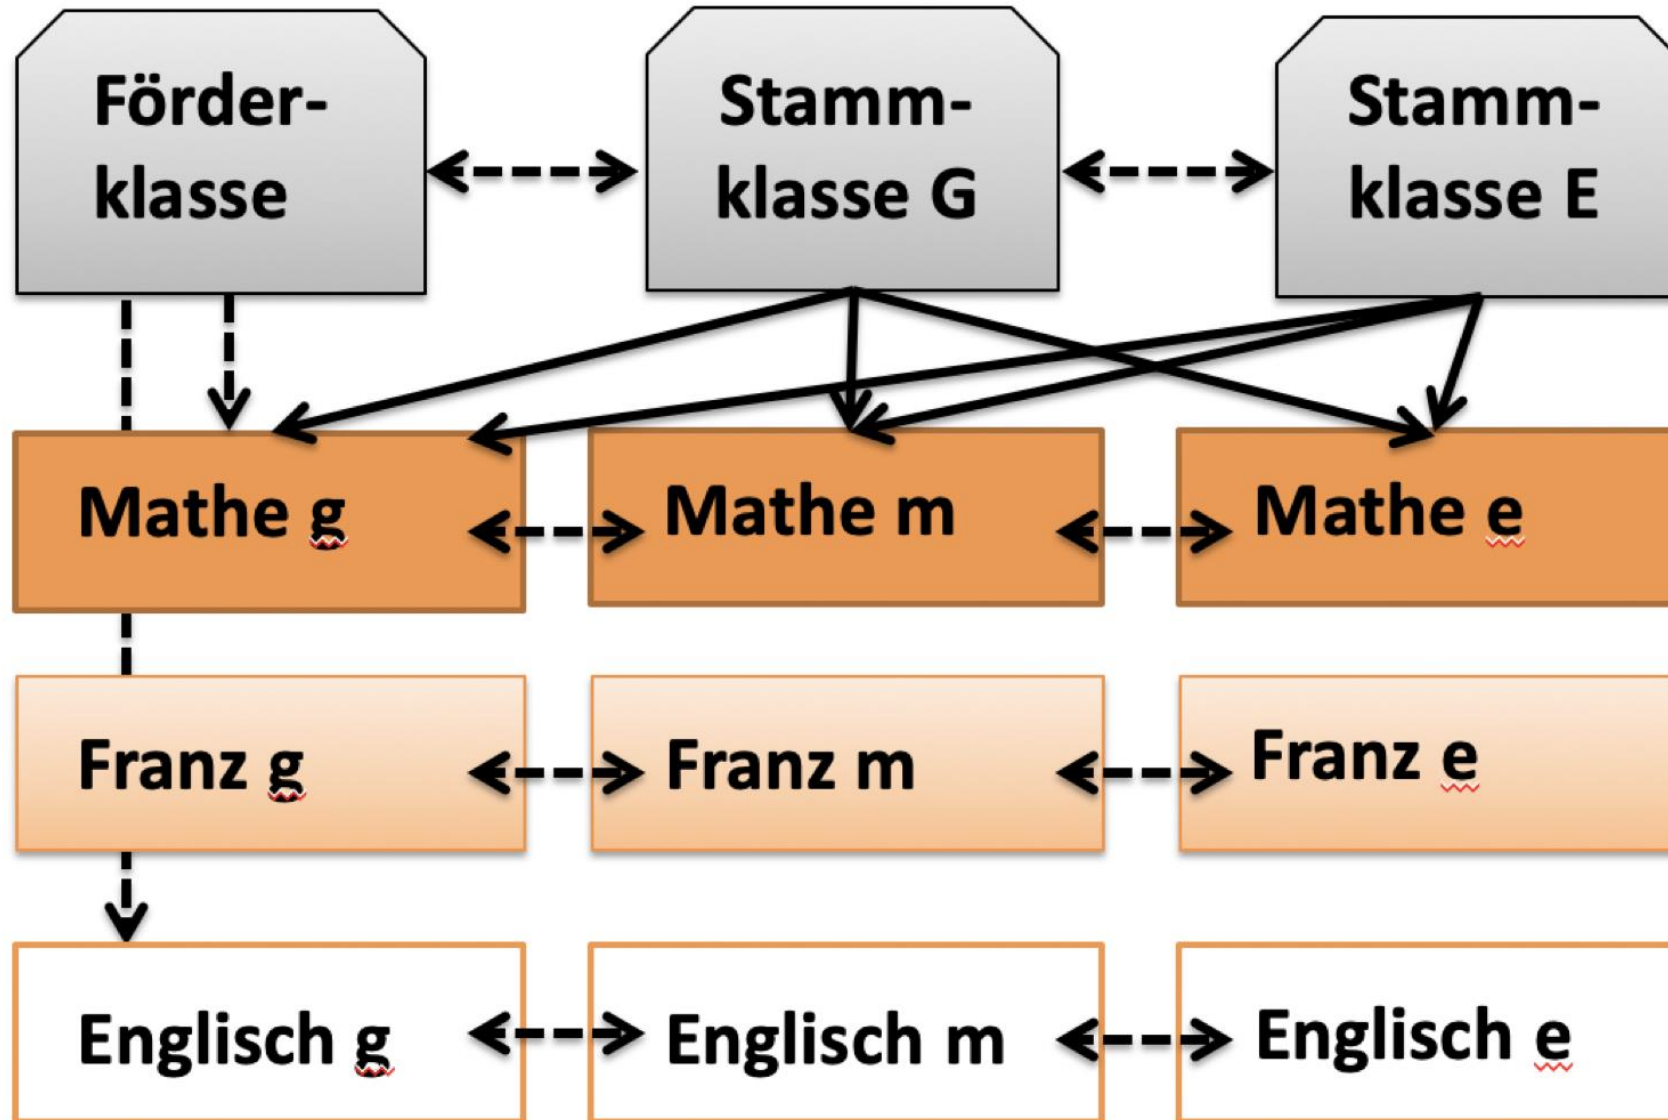 Förder-
klasse
Stamm-
klasse G
Stamm-
klasse E
Mathe g
Mathe m
Mathe e
Franz g
Franz m
Franz e
Englisch g
Englisch m
Englisch e